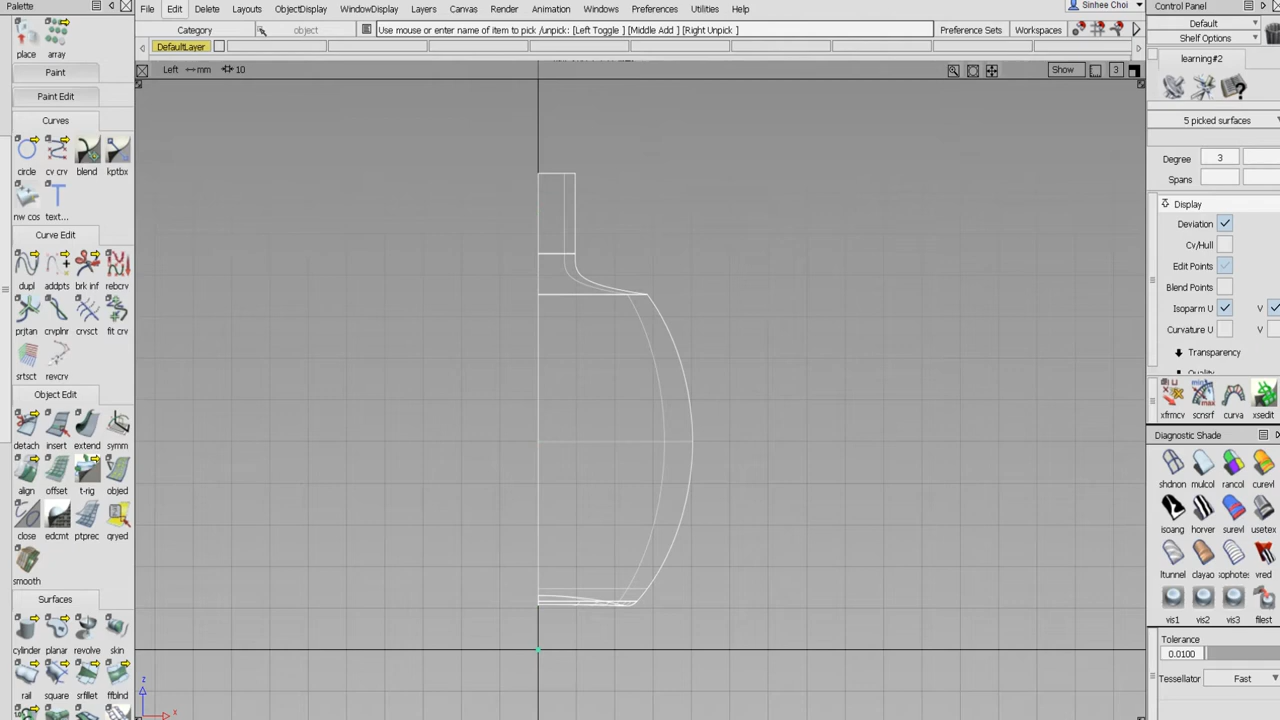 Palette
File Edit Delete Layouts ObjectDisplay WindowDisplay Layers Canvas Render Animation Windows Preferences Utilities Help
Sinhee Choi
Control Panel
Category
object
Use mouse or enter name of item to pick /unpick: [Left Toggle ] [Middle Add ] [Right Unpick ]
Preference Sets
Workspaces
Default
Shelf Options
DefaultLayer
learning#2
Left mm 10
Show
3
place array
Paint
Paint Edit
Curves
circle cv crv blend kptbx
nw cos text...
Curve Edit
dupl addpts brk inf rebcrv
prjtan crvplnr crvsct fit crv
srtsct revcrv
Object Edit
detach insert extend symm
align offset t-rig objed
close edcmt ptprec qryed
smooth
Surfaces
cylinder planar revolve skin
rail square srfillet ffblnd
5 picked surfaces
Degree 3
Spans
Display
Deviation
Cv/Hull
Edit Points
Blend Points
Isoparm U V
Curvature U V
Transparency
xfrmcv scnsrf curva xsedit
Diagnostic Shade
shdnon mulcol rancol curevl
isoang horver surevl usetex
ltunnel clayao isophotes vred
vis1 vis2 vis3 filest
Tolerance
0.0100
Tessellator Fast
z
x